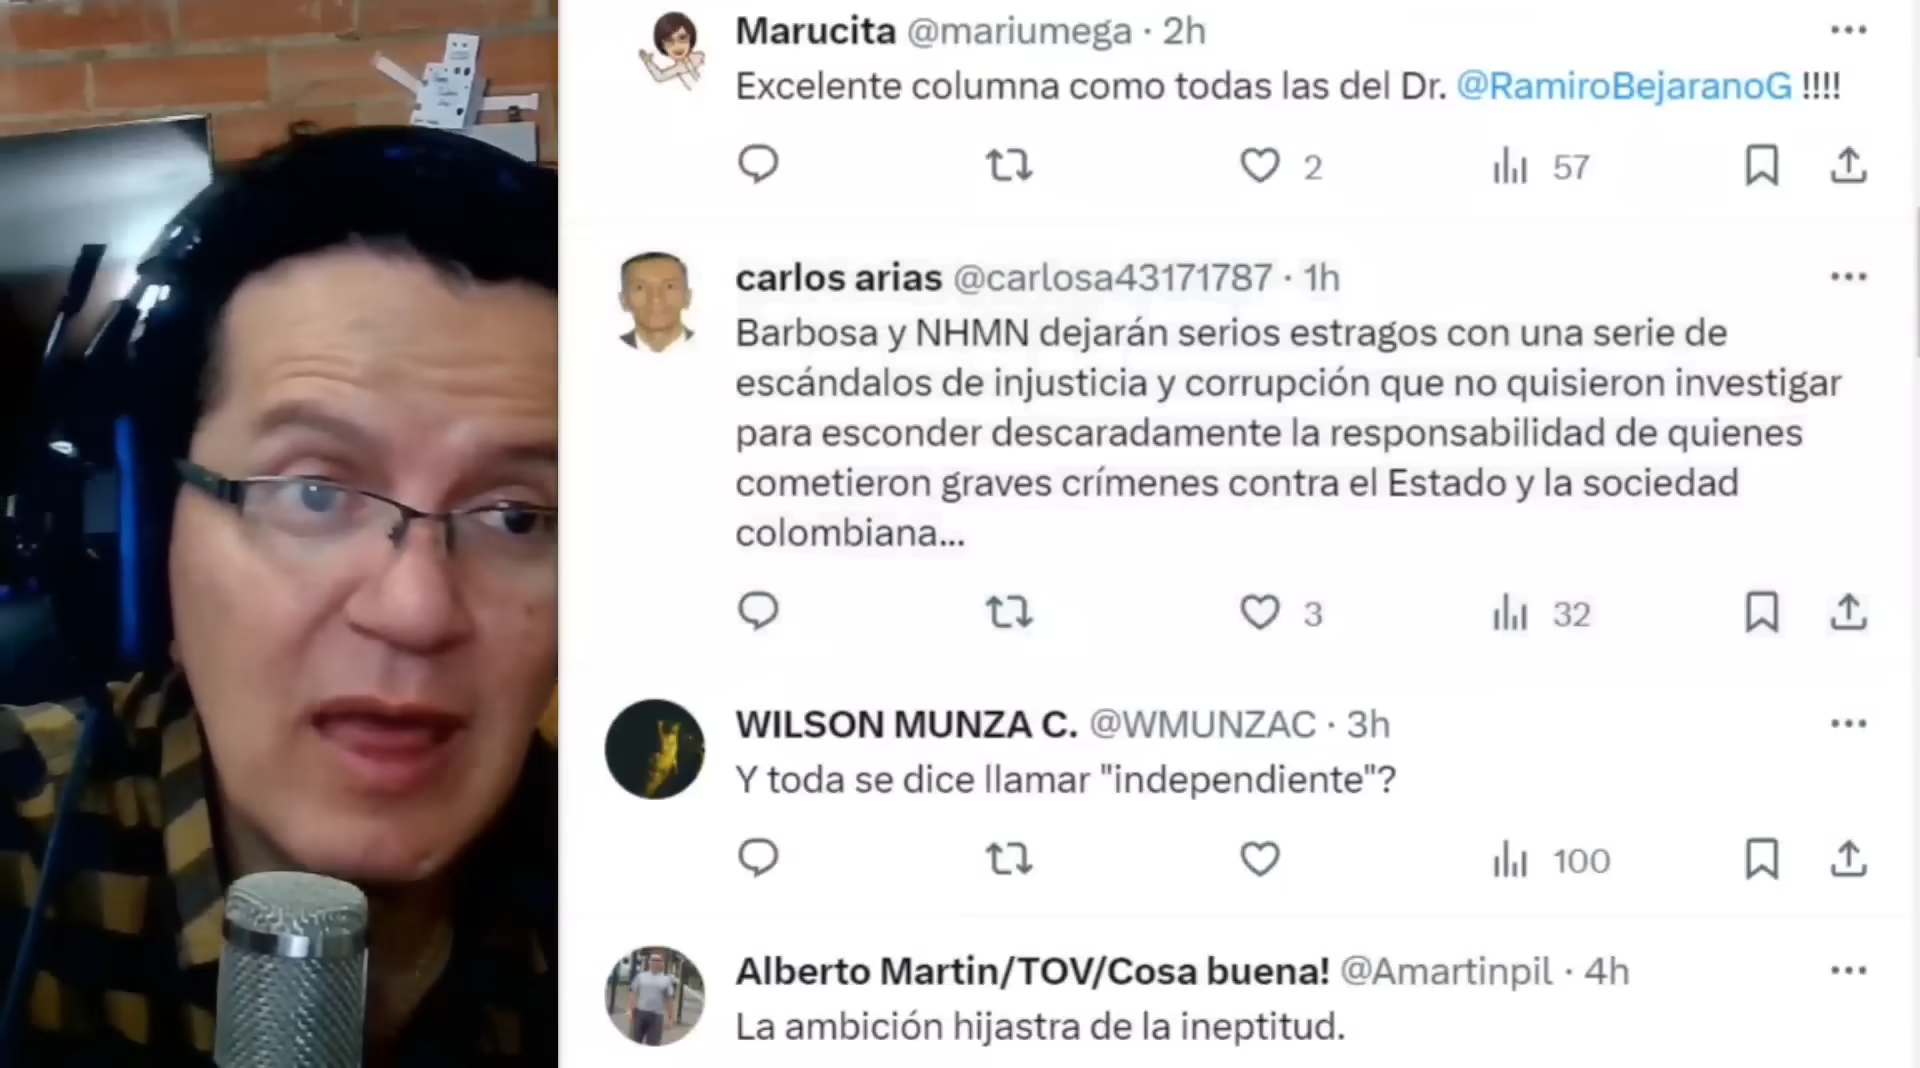 Marucita @mariumega · 2h
Excelente columna como todas las del Dr. @RamiroBejaranoG !!!!
2 57
carlos arias @carlosa43171787 · 1h
Barbosa y NHMN dejarán serios estragos con una serie de
escándalos de injusticia y corrupción que no quisieron investigar
para esconder descaradamente la responsabilidad de quienes
cometieron graves crímenes contra el Estado y la sociedad
colombiana...
3 32
WILSON MUNZA C. @WMUNZAC · 3h
Y toda se dice llamar "independiente"?
100
Alberto Martin/TOV/Cosa buena! @Amartinpil · 4h
La ambición hijastra de la ineptitud.